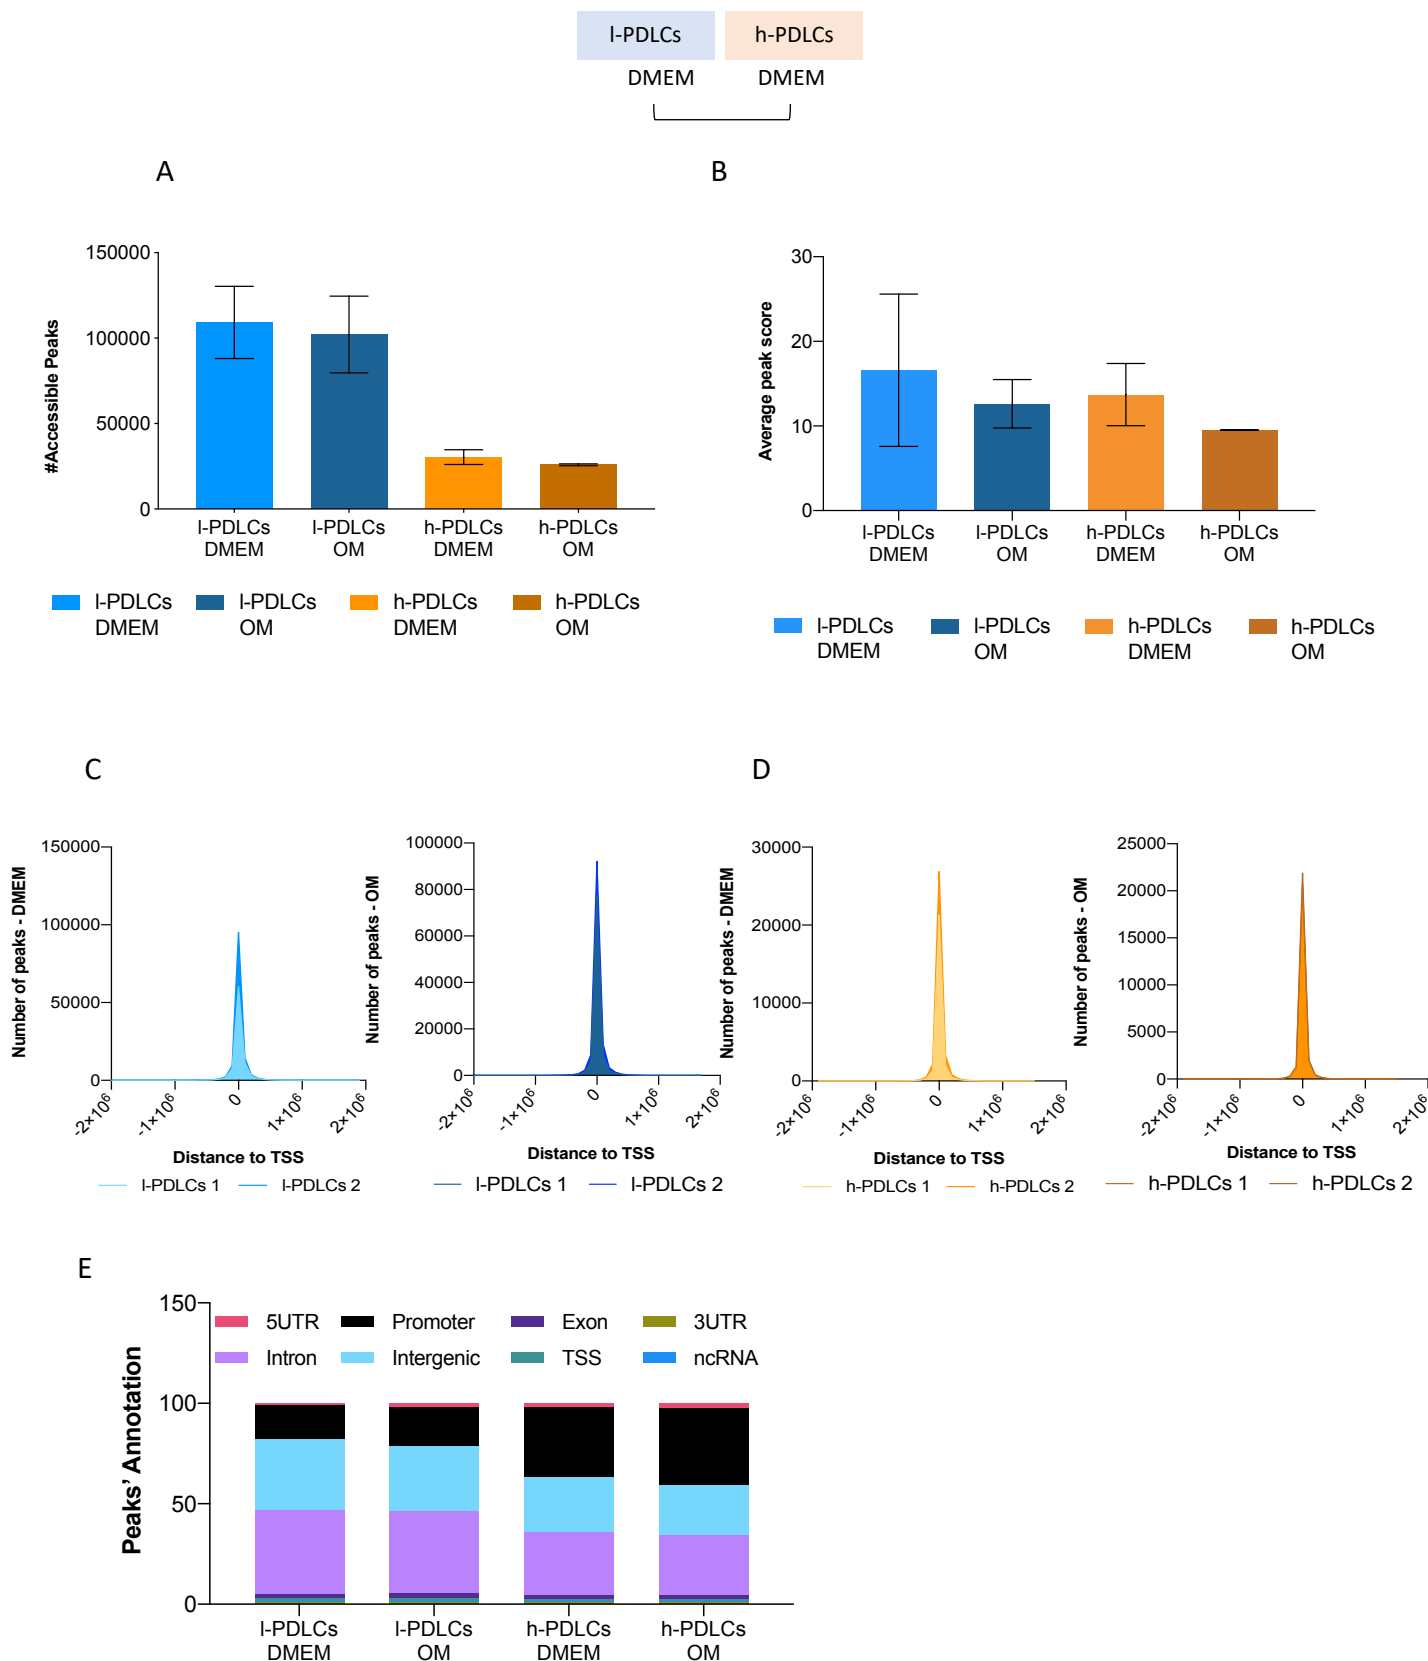 l-PDLCs h-PDLCs
DMEM DMEM
A
B
#Accessible Peaks
150000
100000
50000
0
l-PDLCs DMEM
l-PDLCs OM
h-PDLCs DMEM
h-PDLCs OM
l-PDLCs DMEM
l-PDLCs OM
h-PDLCs DMEM
h-PDLCs OM
Average peak score
30
20
10
0
l-PDLCs DMEM
l-PDLCs OM
h-PDLCs DMEM
h-PDLCs OM
l-PDLCs DMEM
l-PDLCs OM
h-PDLCs DMEM
h-PDLCs OM
C
D
Number of peaks - DMEM
150000
100000
50000
0
-2×10⁶ -1×10⁶ 0 1×10⁶ 2×10⁶
Distance to TSS
l-PDLCs 1 l-PDLCs 2
Number of peaks - OM
100000
80000
60000
40000
20000
0
-2×10⁶ -1×10⁶ 0 1×10⁶ 2×10⁶
Distance to TSS
l-PDLCs 1 l-PDLCs 2
Number of peaks - DMEM
30000
20000
10000
0
-2×10⁶ -1×10⁶ 0 1×10⁶ 2×10⁶
Distance to TSS
h-PDLCs 1 h-PDLCs 2
Number of peaks - OM
25000
20000
15000
10000
5000
0
-2×10⁶ -1×10⁶ 0 1×10⁶ 2×10⁶
Distance to TSS
h-PDLCs 1 h-PDLCs 2
E
Peaks' Annotation
150
100
50
0
5UTR Promoter Exon 3UTR
Intron Intergenic TSS ncRNA
l-PDLCs DMEM
l-PDLCs OM
h-PDLCs DMEM
h-PDLCs OM